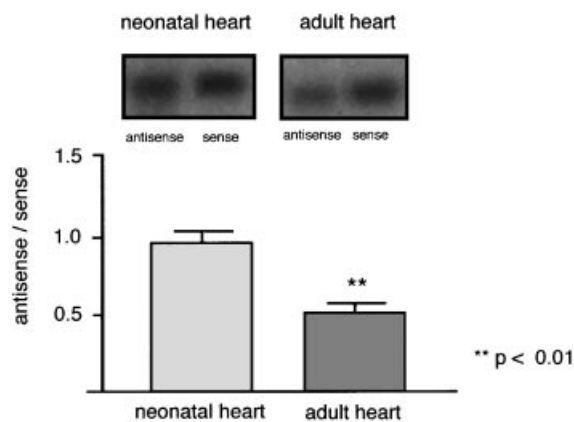 neonatal heart adult heart
antisense sense antisense sense
1.5
1.0
0.5
antisense / sense
**
** p < 0.01
neonatal heart adult heart